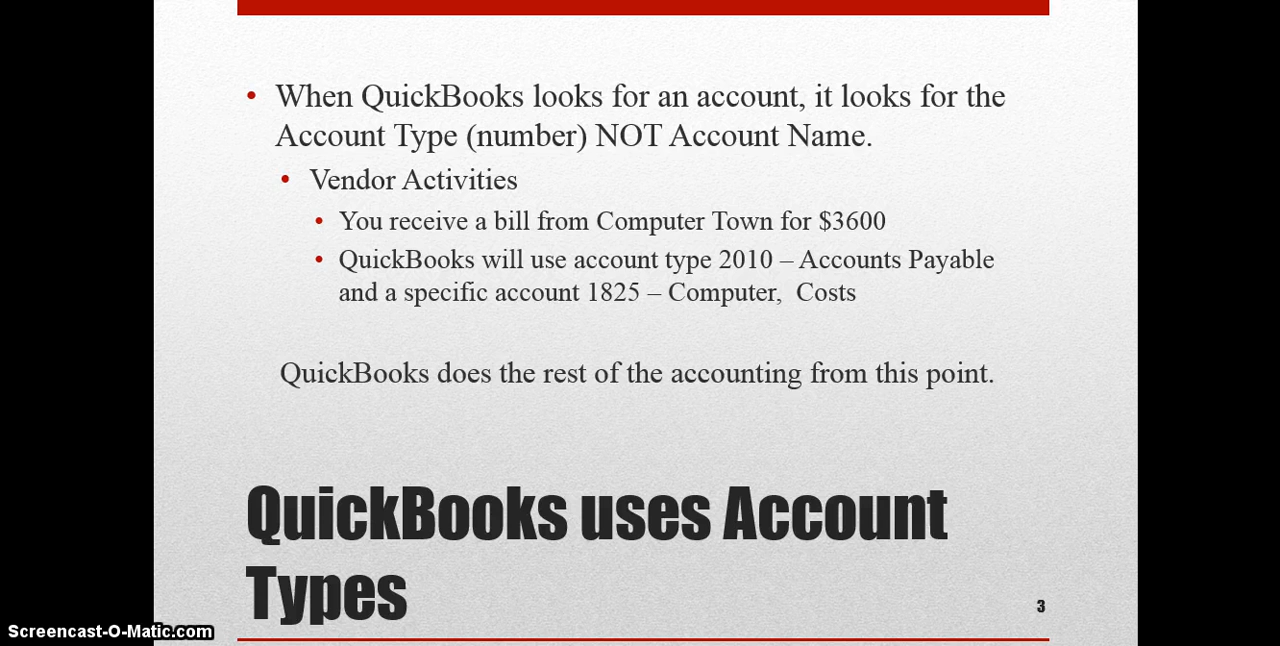 • When QuickBooks looks for an account, it looks for the
Account Type (number) NOT Account Name.
• Vendor Activities
• You receive a bill from Computer Town for $3600
• QuickBooks will use account type 2010 – Accounts Payable
and a specific account 1825 – Computer,  Costs
QuickBooks does the rest of the accounting from this point.
QuickBooks uses Account
Types
3
Screencast-O-Matic.com